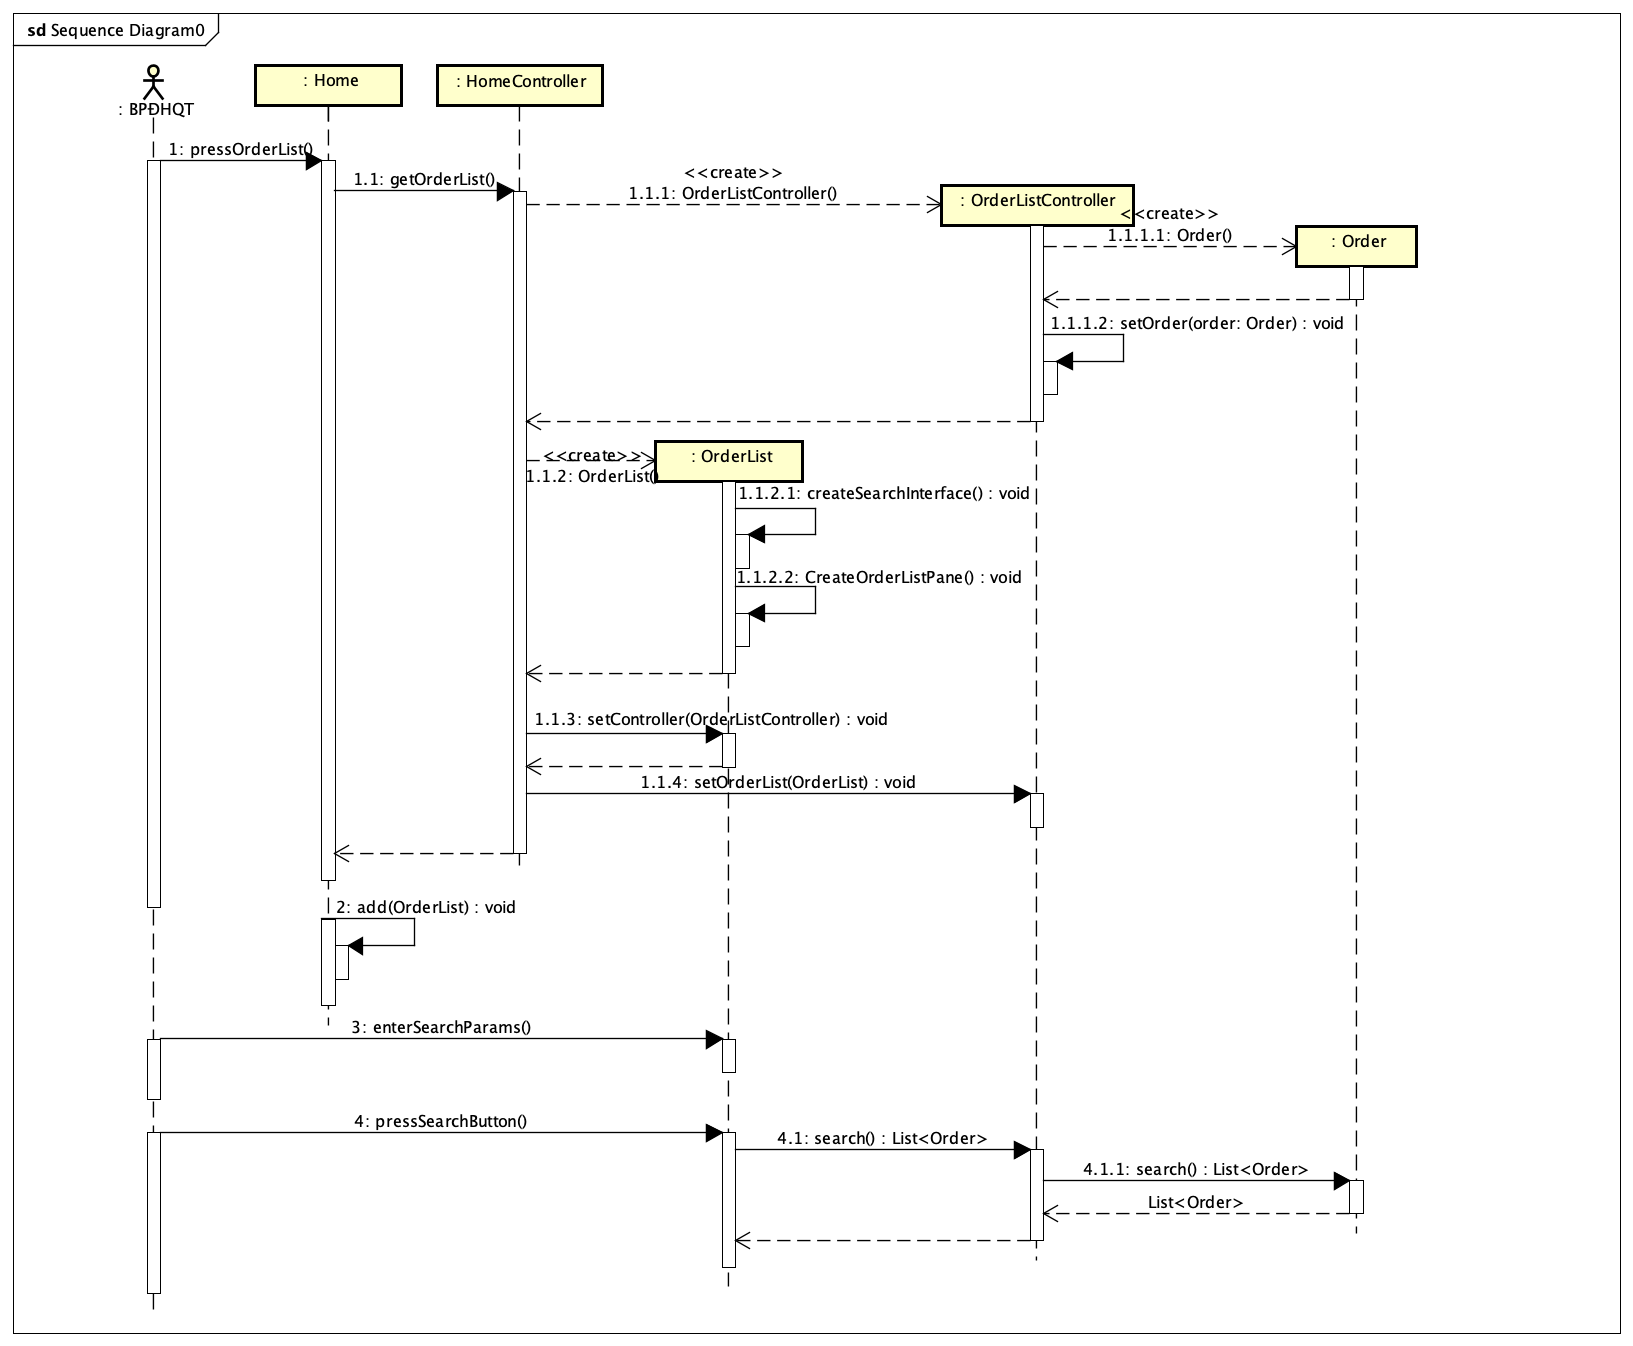 sd Sequence Diagram0
: BPĐHQT
: Home
: HomeController
1: pressOrderList()
1.1: getOrderList()
<<create>>
1.1.1: OrderListController()
: OrderListController
<<create>>
1.1.1.1: Order()
: Order
1.1.1.2: setOrder(order: Order) : void
<<create>>
1.1.2: OrderList()
: OrderList
1.1.2.1: createSearchInterface() : void
1.1.2.2: CreateOrderListPane() : void
1.1.3: setController(OrderListController) : void
1.1.4: setOrderList(OrderList) : void
2: add(OrderList) : void
3: enterSearchParams()
4: pressSearchButton()
4.1: search() : List<Order>
4.1.1: search() : List<Order>
List<Order>